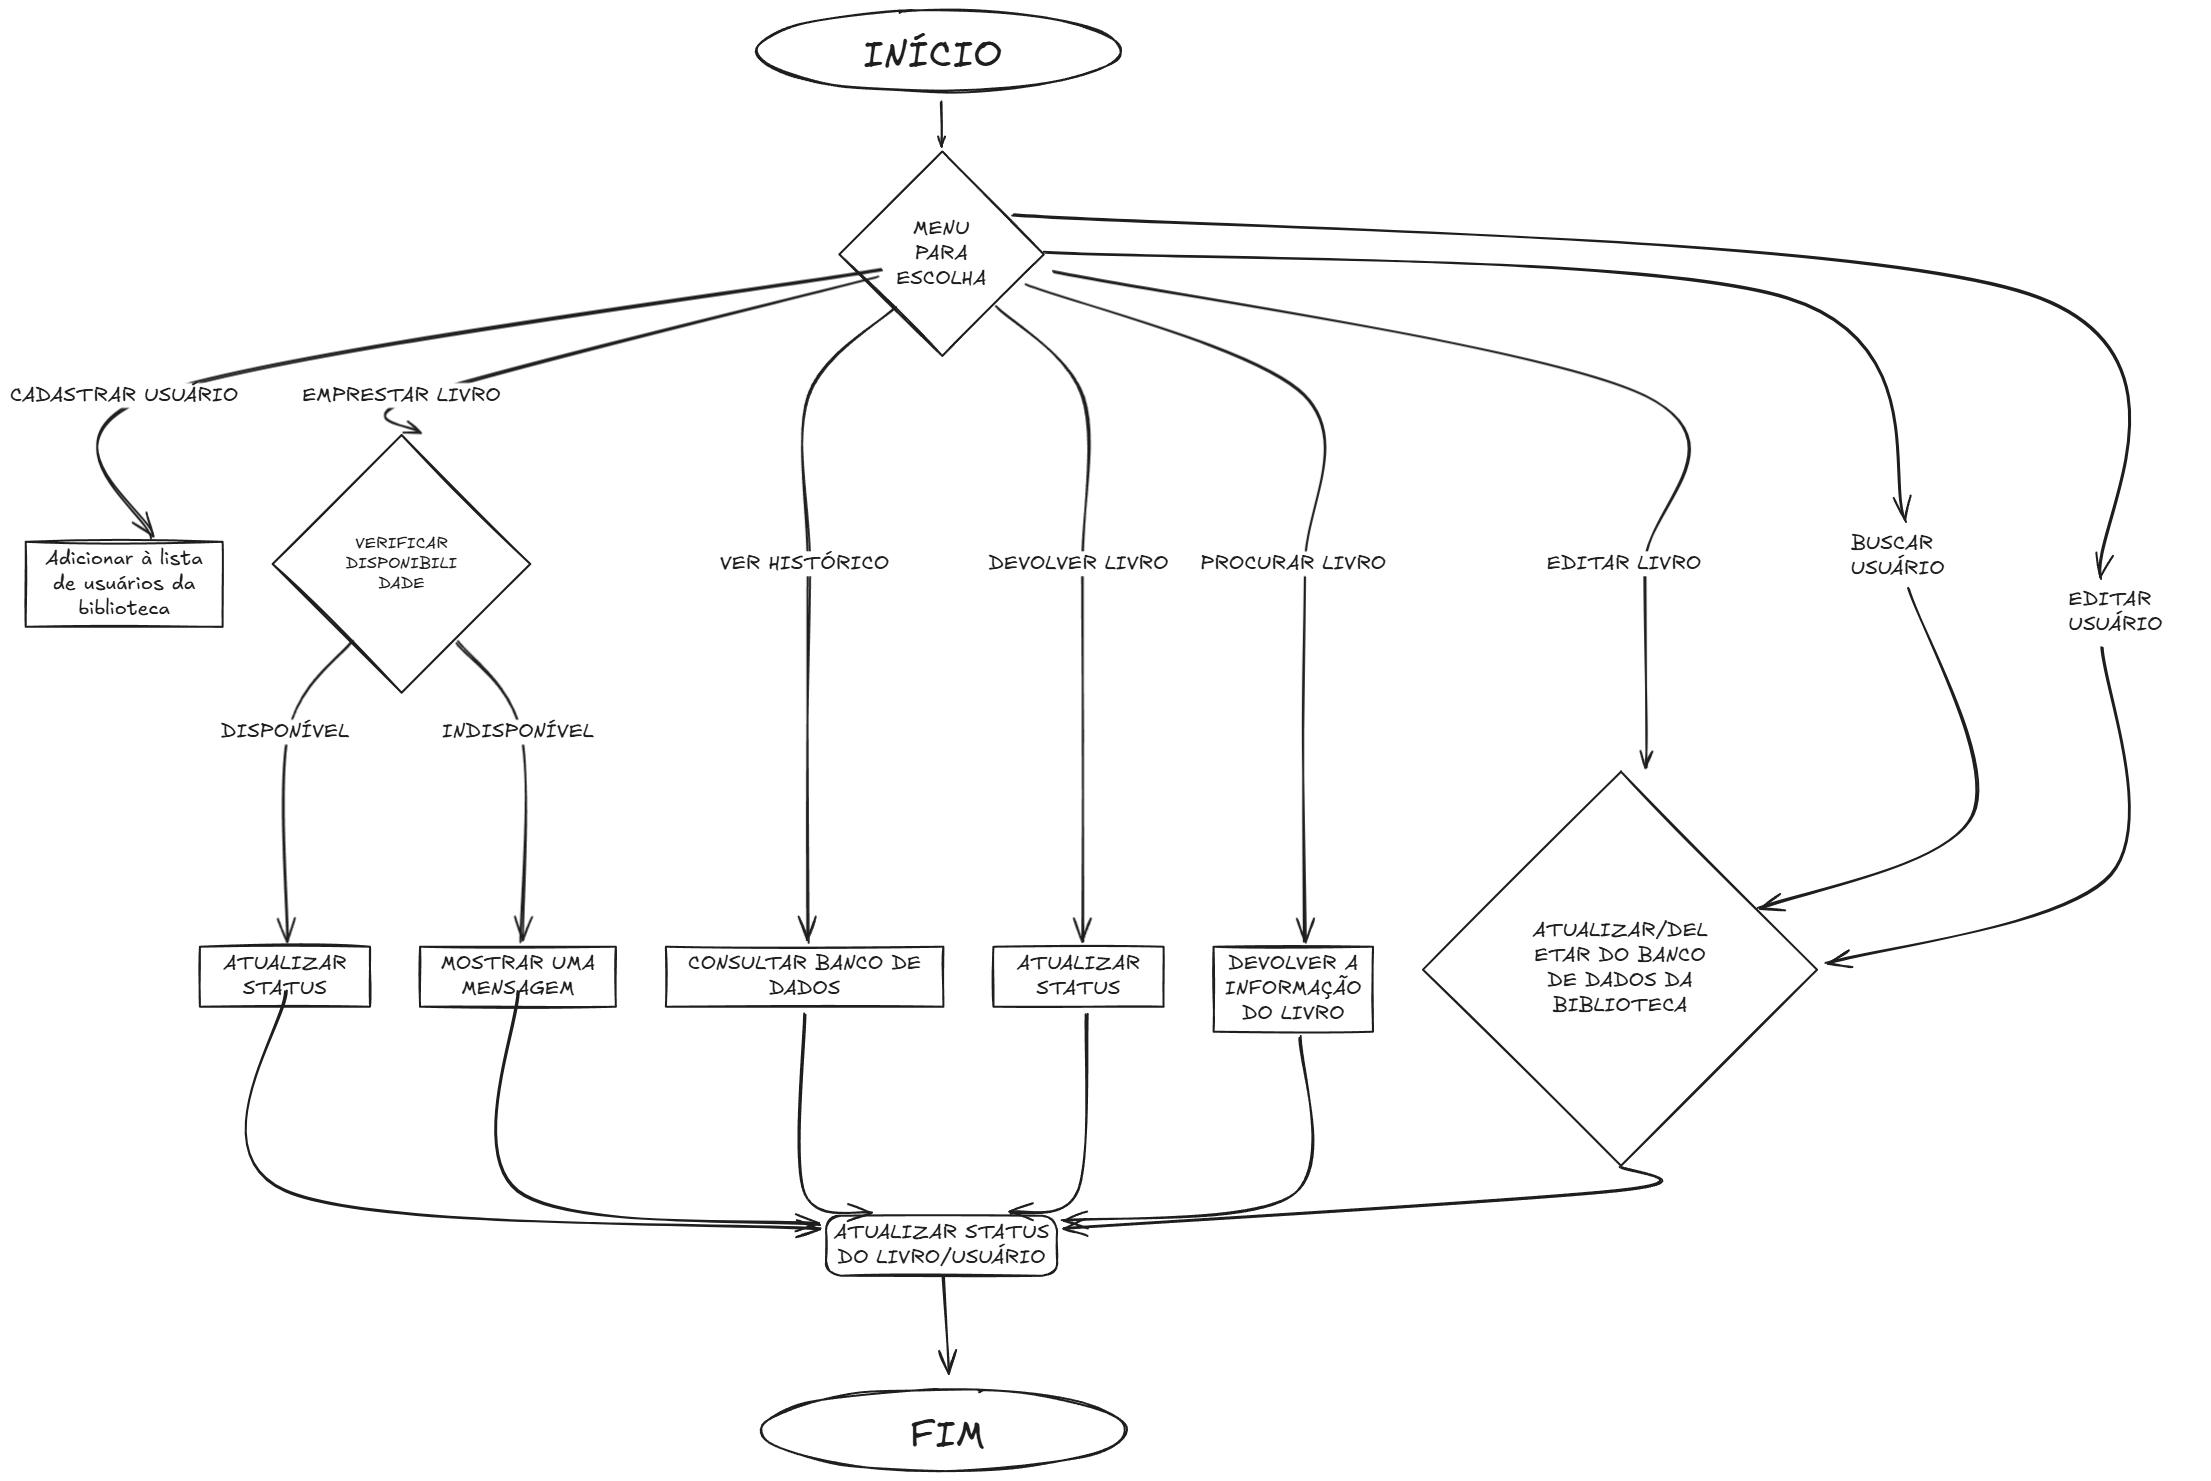 INÍCIO
MENU
PARA
ESCOLHA
CADASTRAR USUÁRIO
EMPRESTAR LIVRO
Adicionar à lista
de usuários da
biblioteca
VERIFICAR
DISPONIBILI
DADE
VER HISTÓRICO
DEVOLVER LIVRO
PROCURAR LIVRO
EDITAR LIVRO
BUSCAR
USUÁRIO
EDITAR
USUÁRIO
DISPONÍVEL
INDISPONÍVEL
ATUALIZAR
STATUS
MOSTRAR UMA
MENSAGEM
CONSULTAR BANCO DE
DADOS
ATUALIZAR
STATUS
DEVOLVER A
INFORMAÇÃO
DO LIVRO
ATUALIZAR/DEL
ETAR DO BANCO
DE DADOS DA
BIBLIOTECA
ATUALIZAR STATUS
DO LIVRO/USUÁRIO
FIM